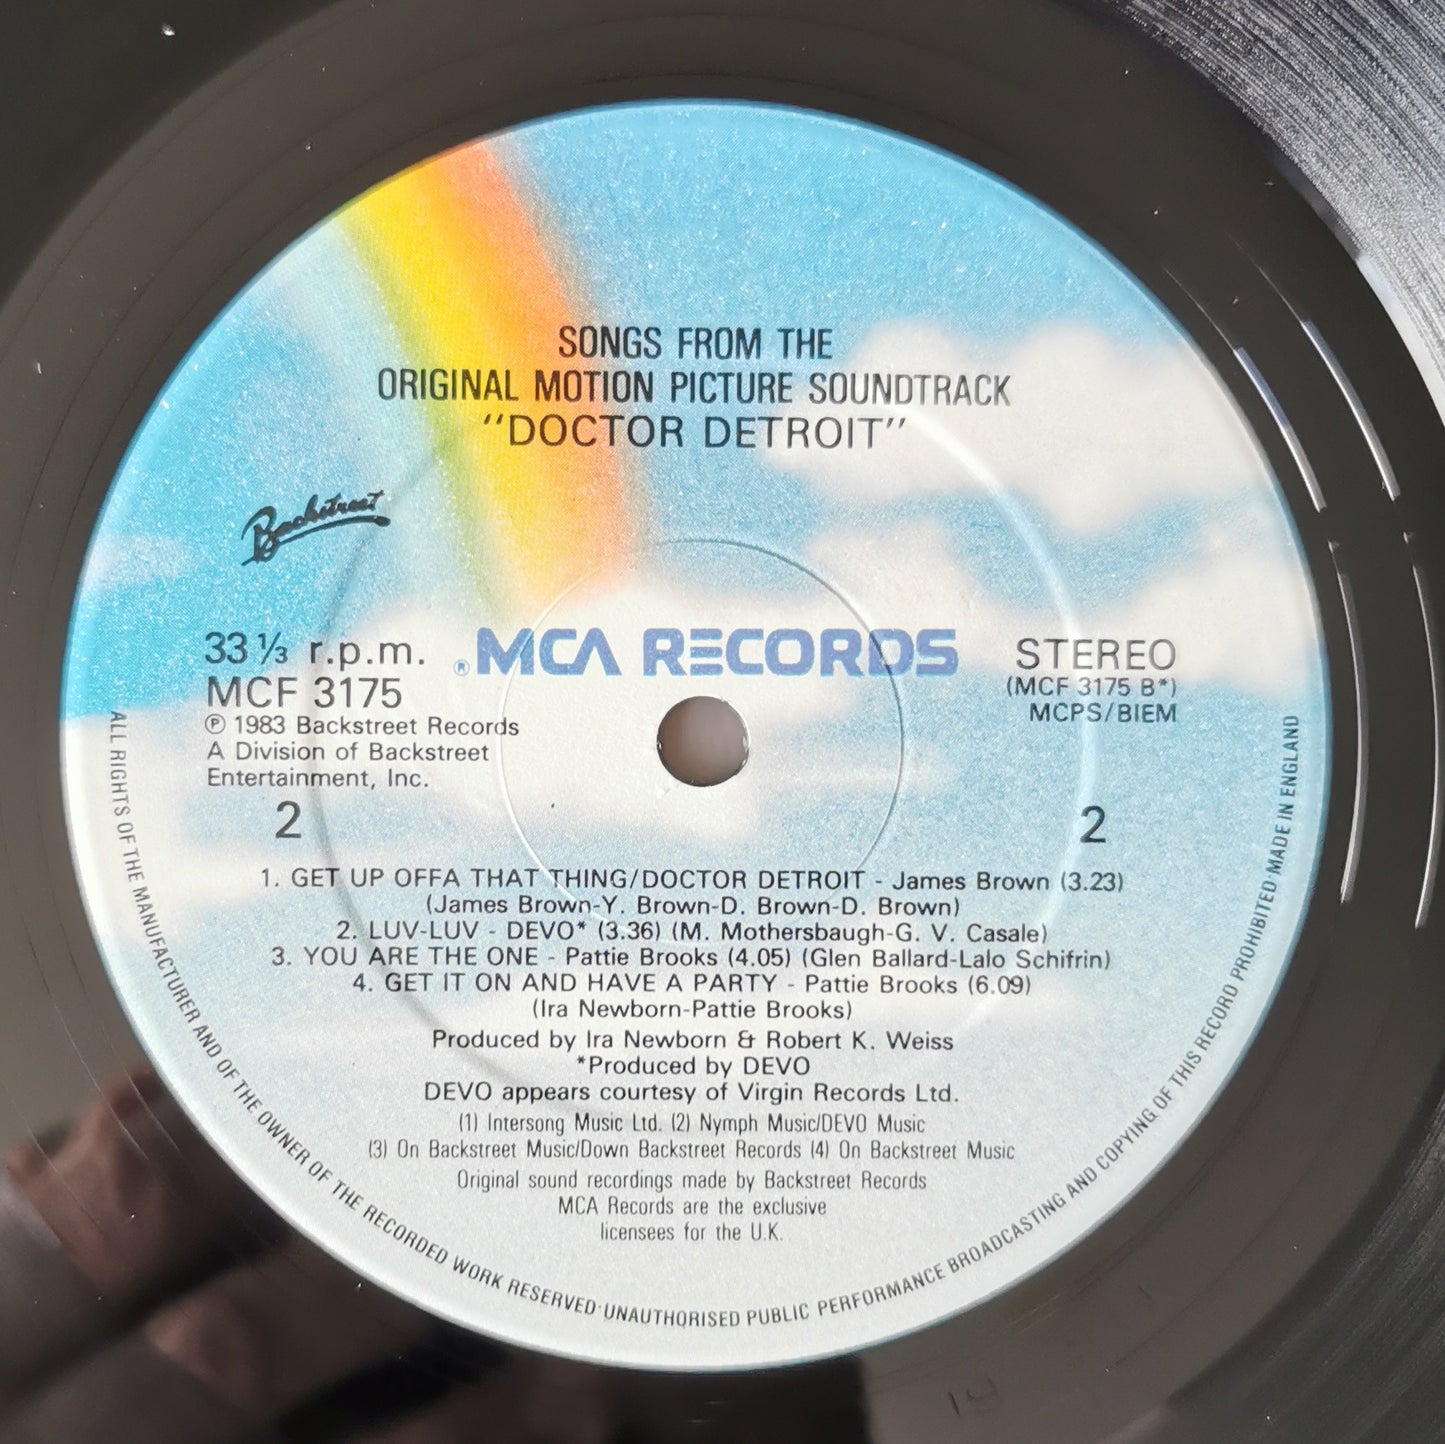 SONGS FROM THE
ORIGINAL MOTION PICTURE SOUNDTRACK
"DOCTOR DETROIT"
Backstreet
33 ⅓ r.p.m.
MCF 3175
℗ 1983 Backstreet Records
A Division of Backstreet
Entertainment, Inc.
2
® MCA RECORDS
STEREO
(MCF 3175 B*)
MCPS/BIEM
2
1. GET UP OFFA THAT THING/DOCTOR DETROIT - James Brown (3.23)
(James Brown-Y. Brown-D. Brown-D. Brown)
2. LUV-LUV - DEVO* (3.36) (M. Mothersbaugh-G. V. Casale)
3. YOU ARE THE ONE - Pattie Brooks (4.05) (Glen Ballard-Lalo Schifrin)
4. GET IT ON AND HAVE A PARTY - Pattie Brooks (6.09)
(Ira Newborn-Pattie Brooks)
Produced by Ira Newborn & Robert K. Weiss
*Produced by DEVO
DEVO appears courtesy of Virgin Records Ltd.
(1) Intersong Music Ltd. (2) Nymph Music/DEVO Music
(3) On Backstreet Music/Down Backstreet Records (4) On Backstreet Music
Original sound recordings made by Backstreet Records
MCA Records are the exclusive
licensees for the U.K.
ALL RIGHTS OF THE MANUFACTURER AND OF THE OWNER OF THE RECORDED WORK RESERVED·UNAUTHORISED PUBLIC PERFORMANCE BROADCASTING AND COPYING OF THIS RECORD PROHIBITED MADE IN ENGLAND